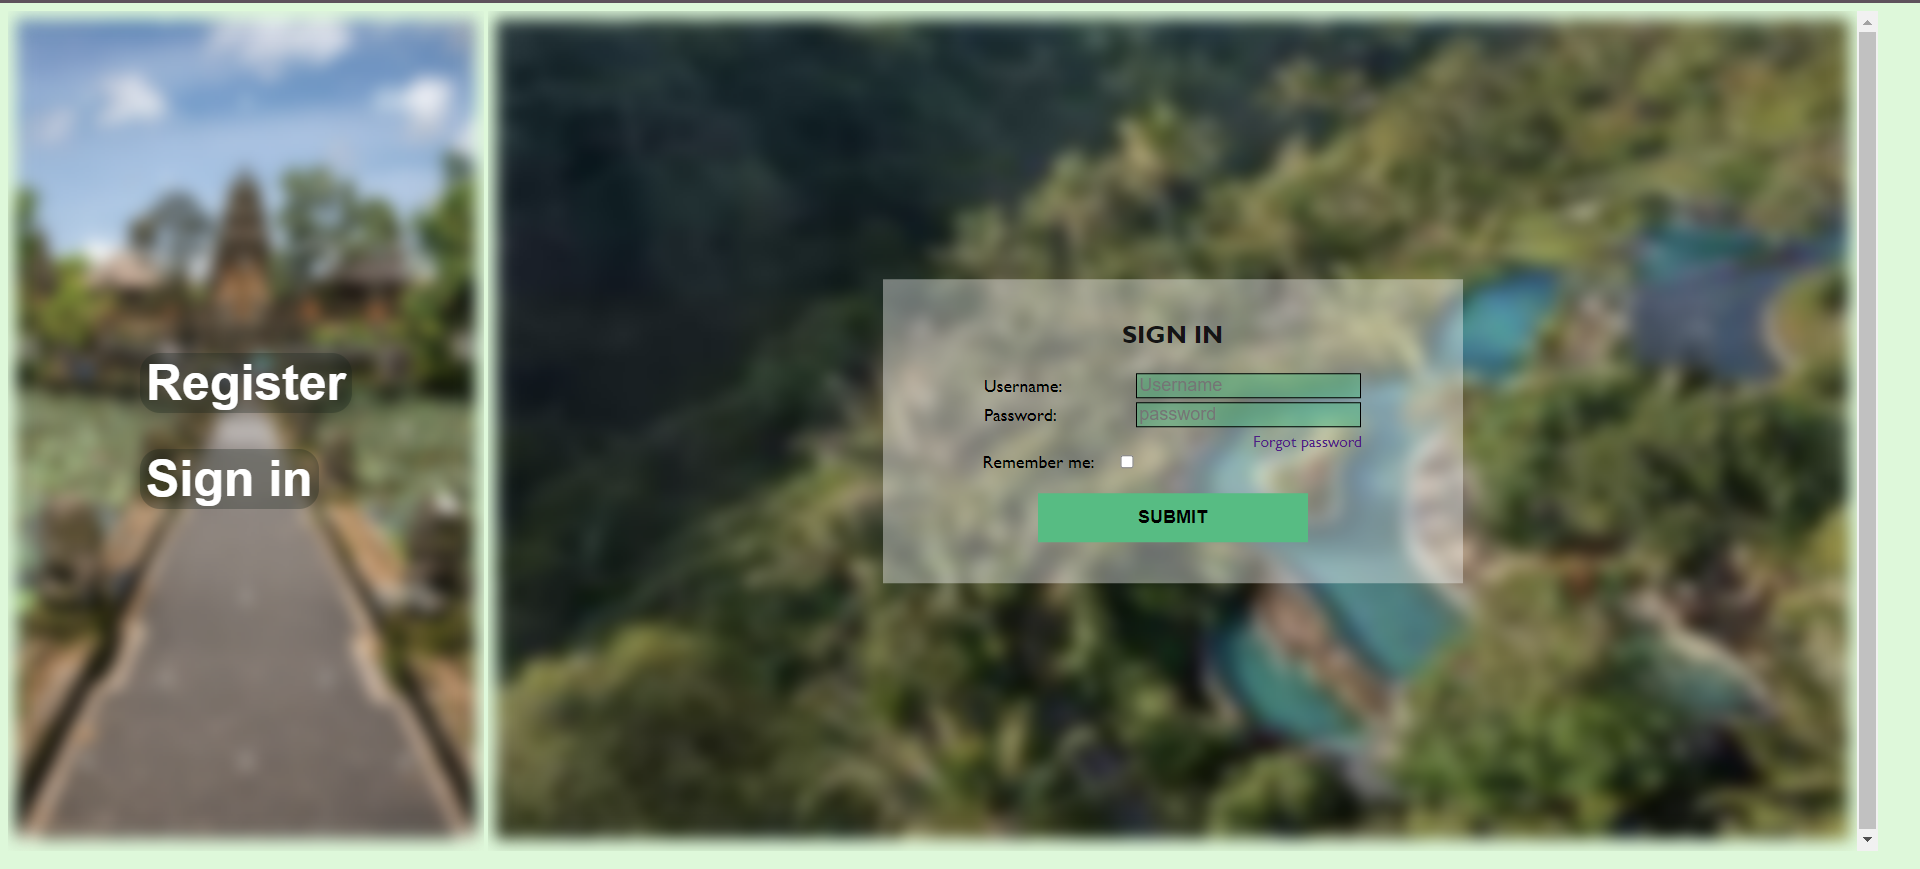 Register
Sign in
SIGN IN
Username: Username
Password: password
Forgot password
Remember me:
SUBMIT